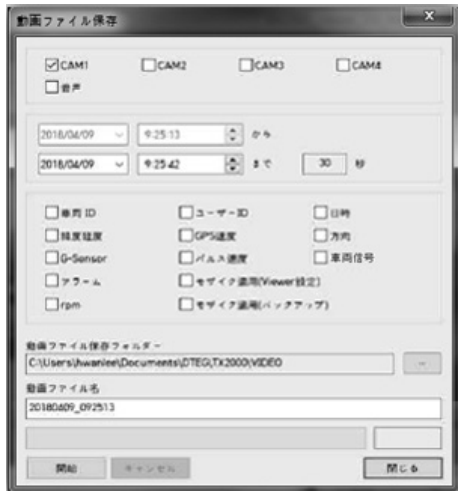 動画ファイル保存
CAM1 CAM2 CAM3 CAM4
音声
2018/04/09 9:25:13 から
2018/04/09 9:25:42 まで 30 秒
車両 ID ユーザーID 日時
緯度経度 GPS速度 方向
G-Sensor パルス速度 車両信号
アラーム モザイク適用(Viewer設定)
rpm モザイク適用(バックアップ)
動画ファイル保存フォルダー
C:\Users\hwanlee\Documents\DTEG\TX2000\VIDEO
...
動画ファイル名
20180409_092513
開始 キャンセル 閉じる